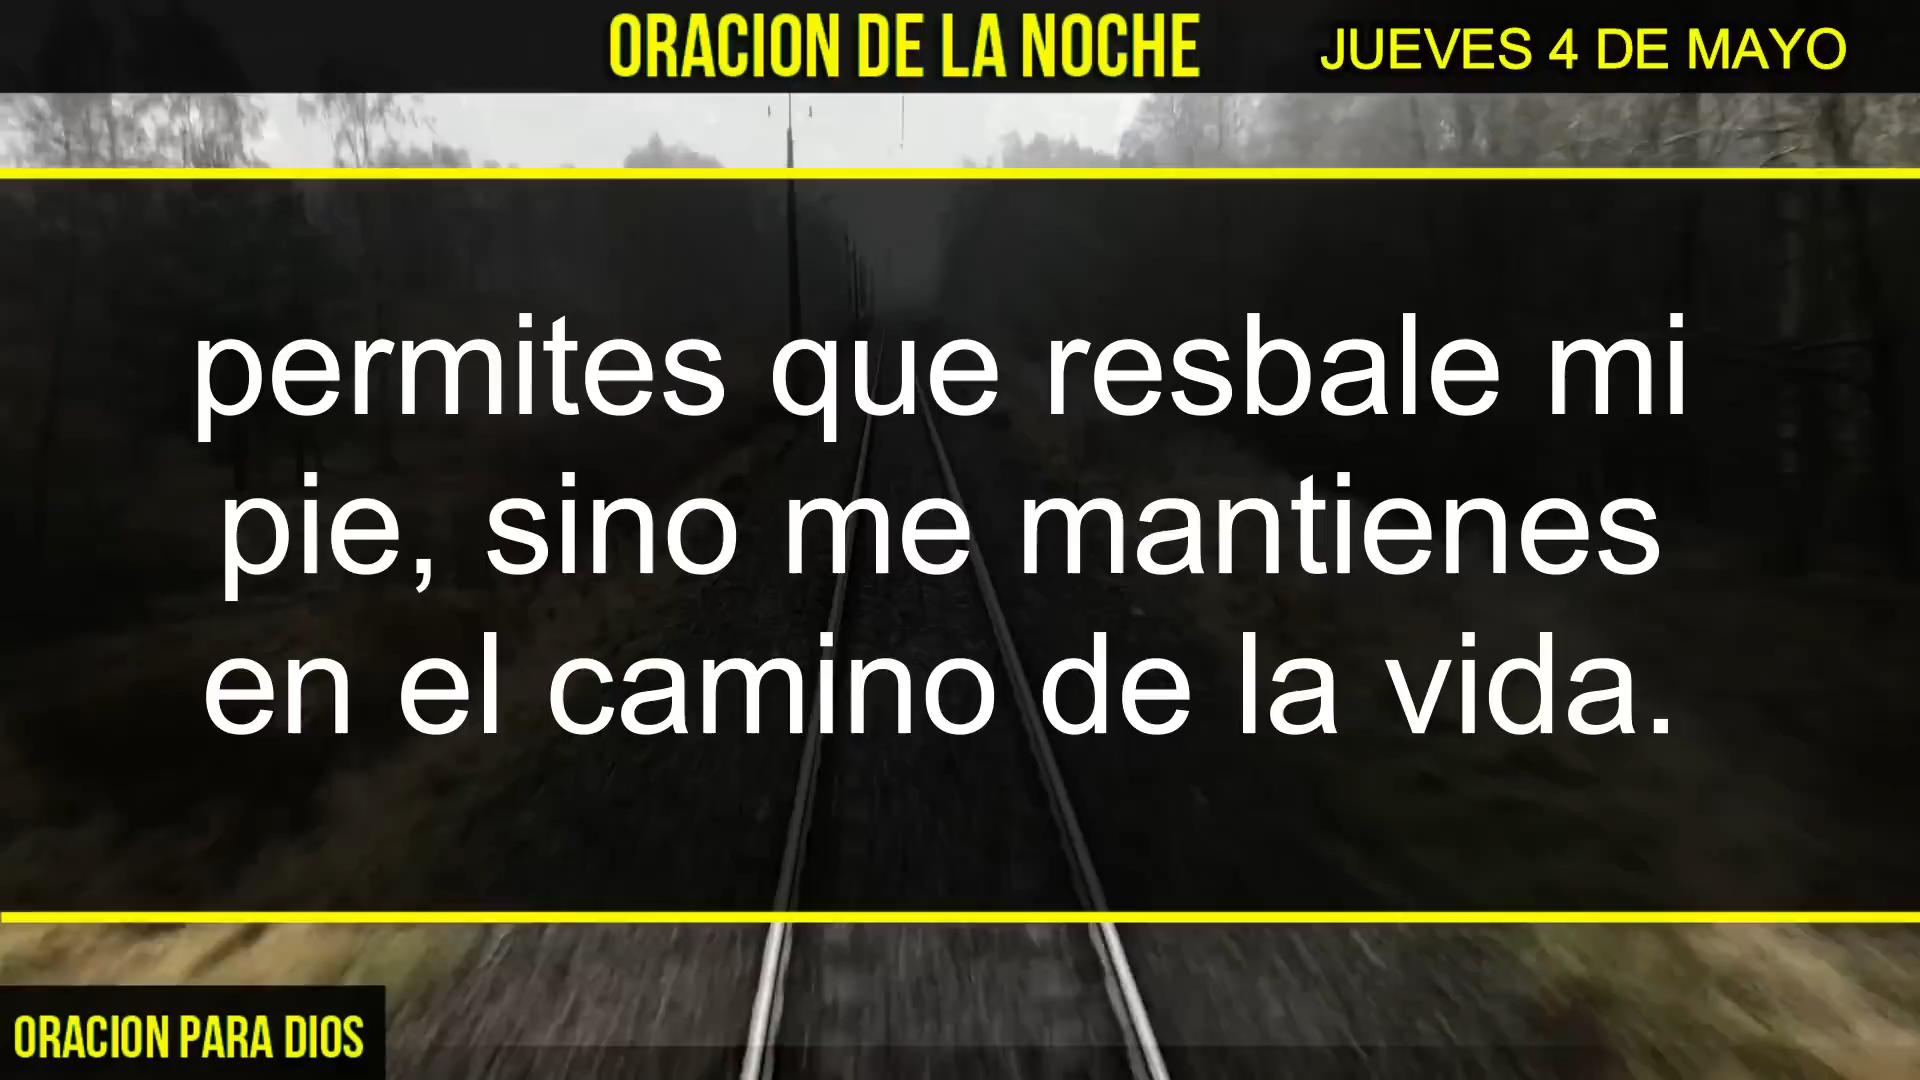 ORACION DE LA NOCHE
JUEVES 4 DE MAYO
permites que resbale mi
pie, sino me mantienes
en el camino de la vida.
ORACION PARA DIOS